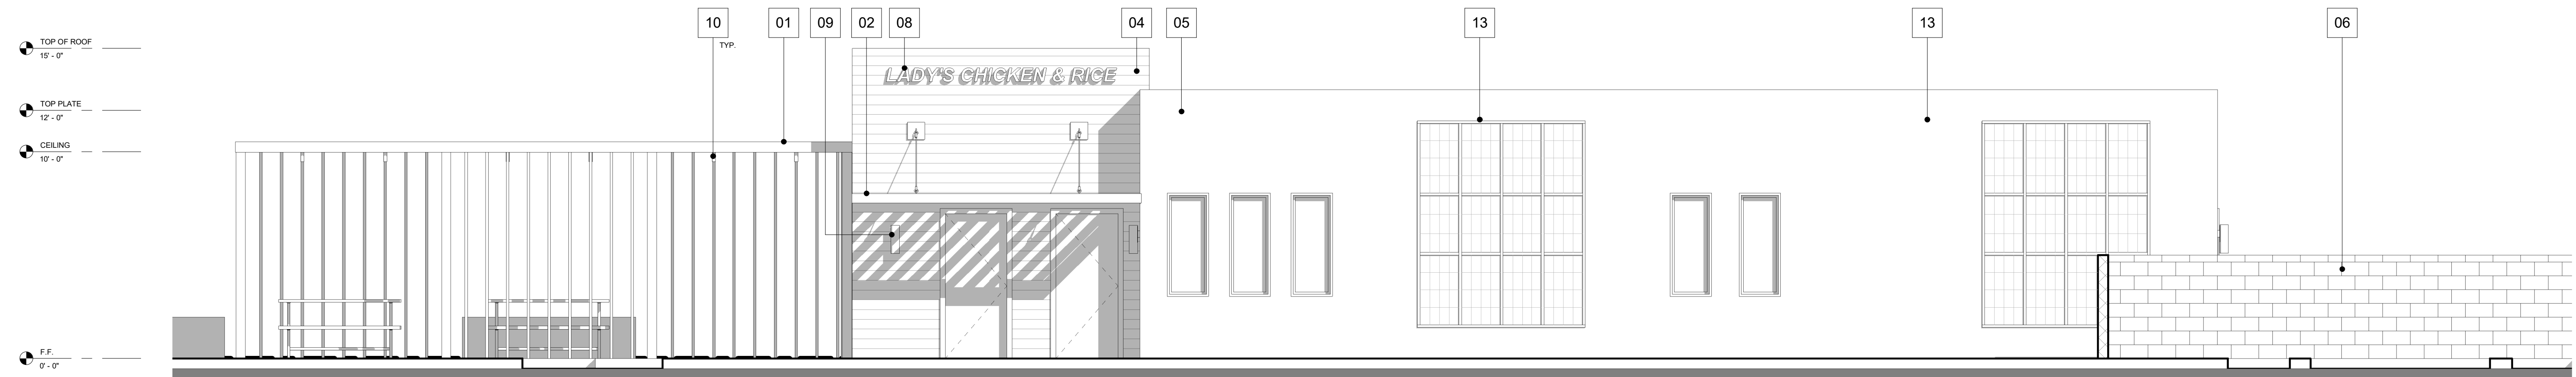 10
01
09
02
08
04
05
13
13
06
TYP.
TOP OF ROOF
15' - 0"
LADY'S CHICKEN & RICE
TOP PLATE
12' - 0"
CEILING
10' - 0"
F.F.
0' - 0"